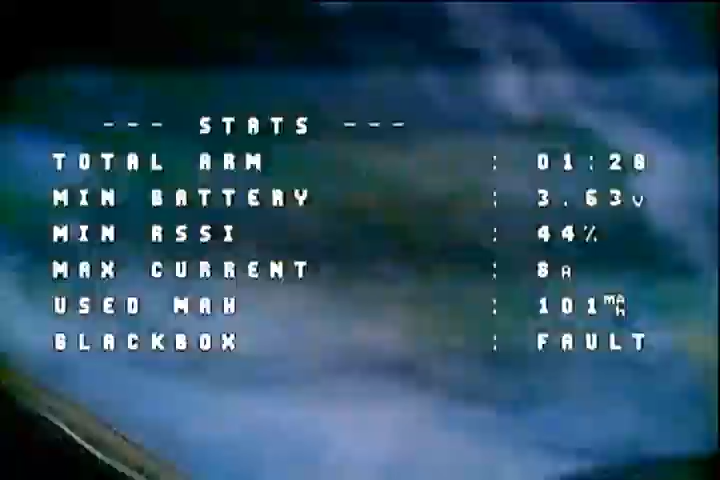 --- STATS ---
TOTAL ARM : 01:28
MIN BATTERY : 3.63V
MIN RSSI : 44%
MAX CURRENT : 8A
USED MAH : 101MAH
BLACKBOX : FAULT